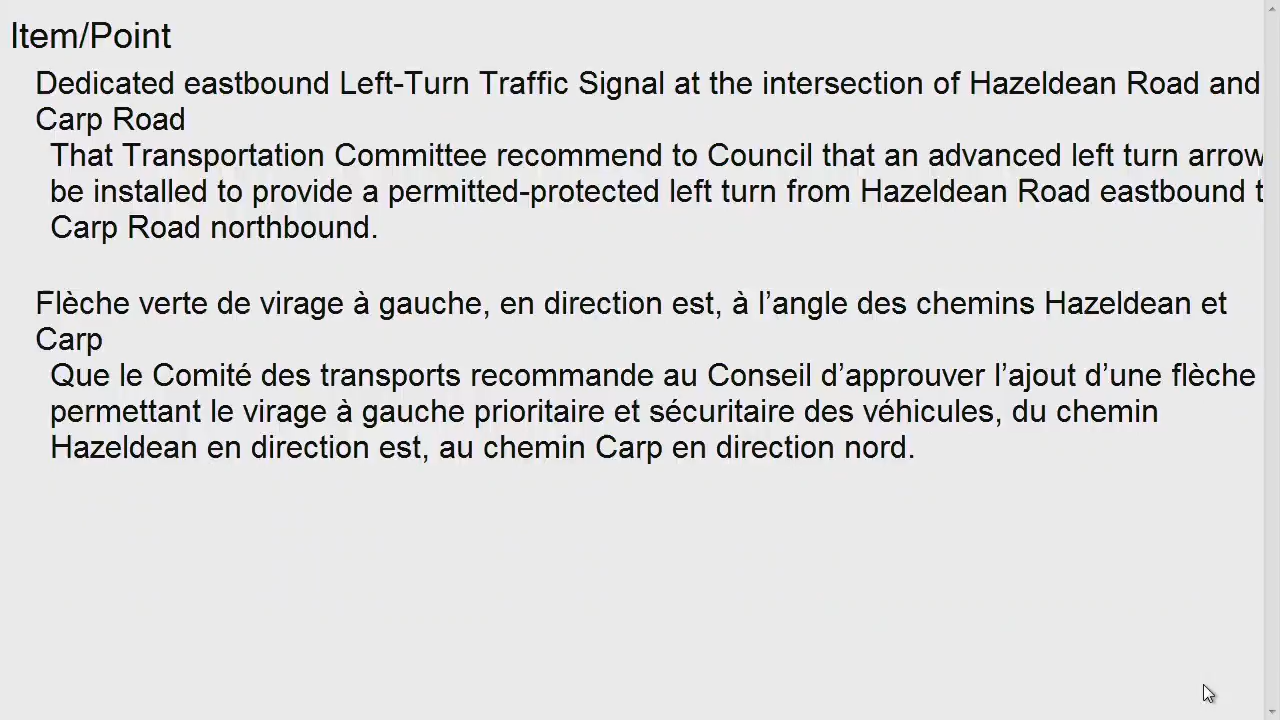 Item/Point
Dedicated eastbound Left-Turn Traffic Signal at the intersection of Hazeldean Road and
Carp Road
That Transportation Committee recommend to Council that an advanced left turn arrow
be installed to provide a permitted-protected left turn from Hazeldean Road eastbound t
Carp Road northbound.
Flèche verte de virage à gauche, en direction est, à l’angle des chemins Hazeldean et
Carp
Que le Comité des transports recommande au Conseil d’approuver l’ajout d’une flèche
permettant le virage à gauche prioritaire et sécuritaire des véhicules, du chemin
Hazeldean en direction est, au chemin Carp en direction nord.